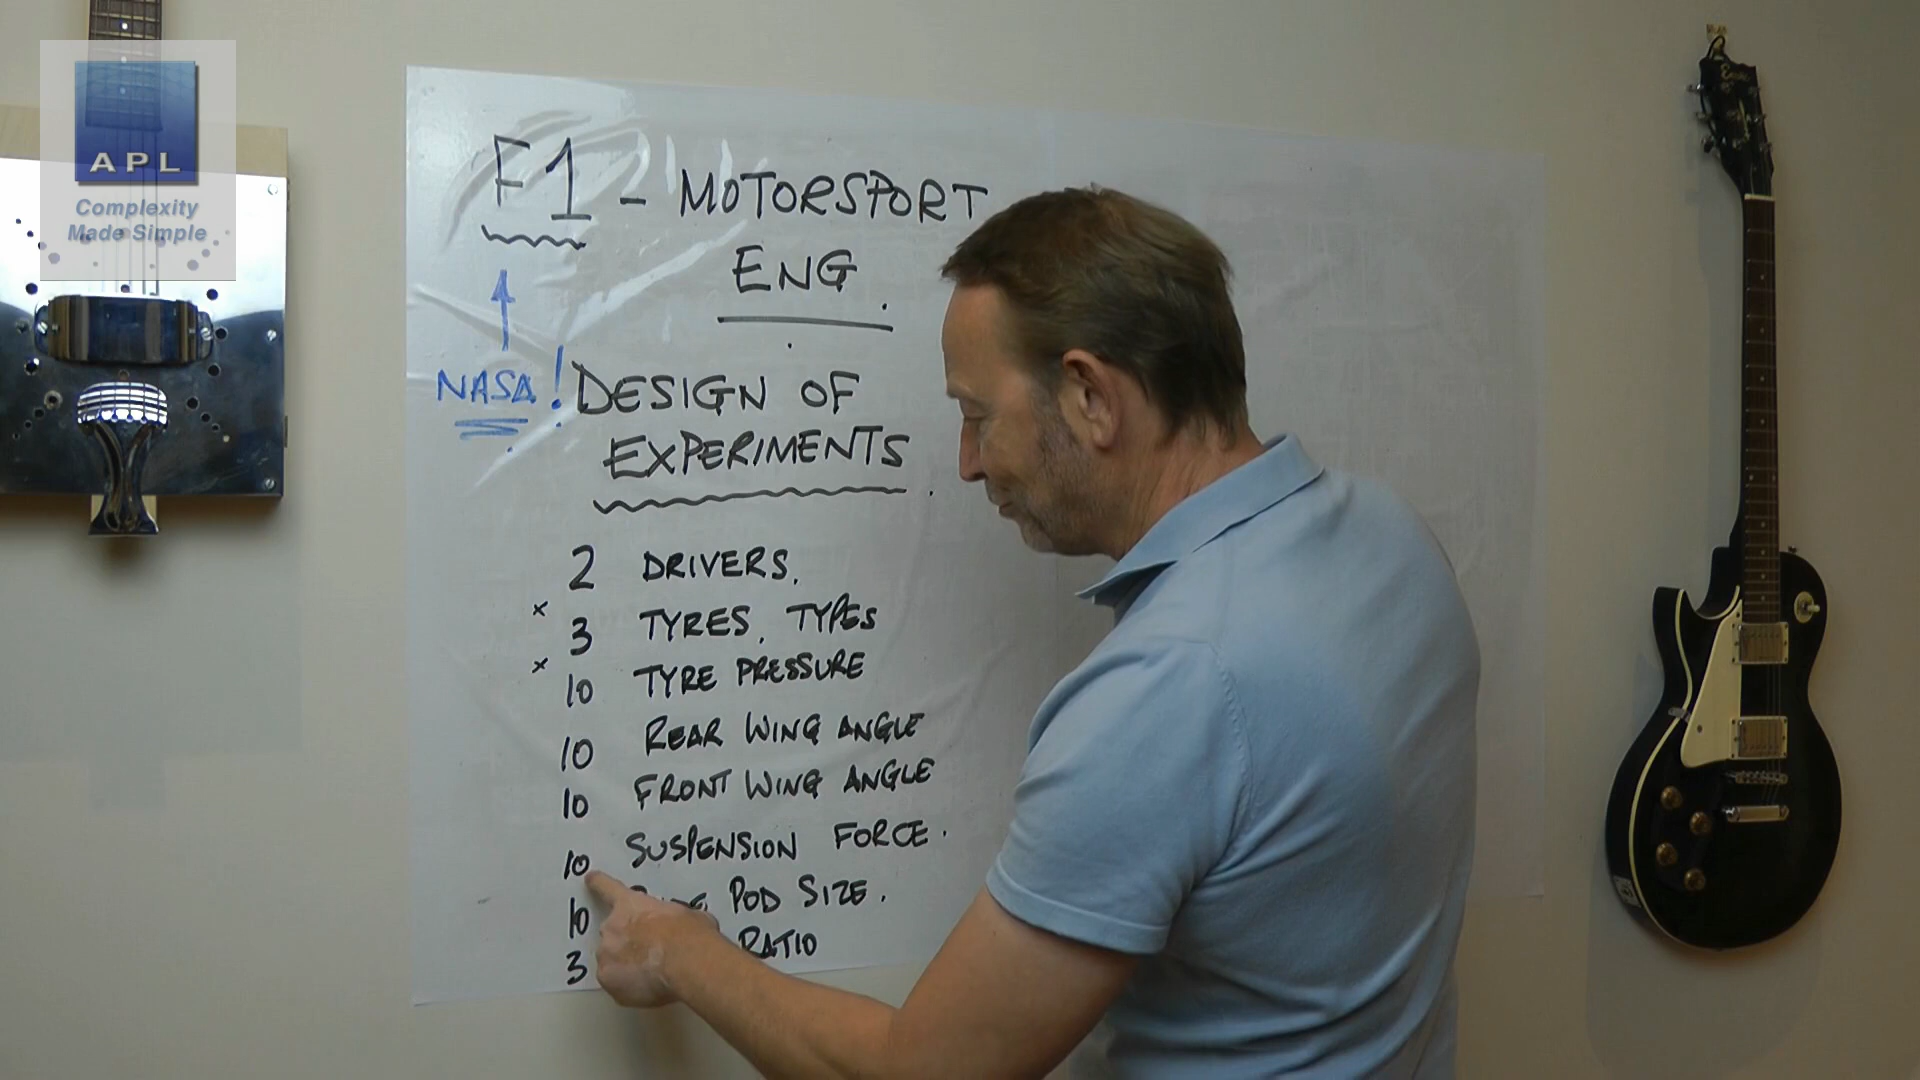 APL
Complexity
Made Simple
F1 - MOTORSPORT
ENG.
NASA!
DESIGN OF
EXPERIMENTS.
2 DRIVERS.
x 3 TYRES. TYPES
x 10 TYRE PRESSURE
10 REAR WING ANGLE
10 FRONT WING ANGLE
10 SUSPENSION FORCE.
10 POD SIZE.
3 RATIO